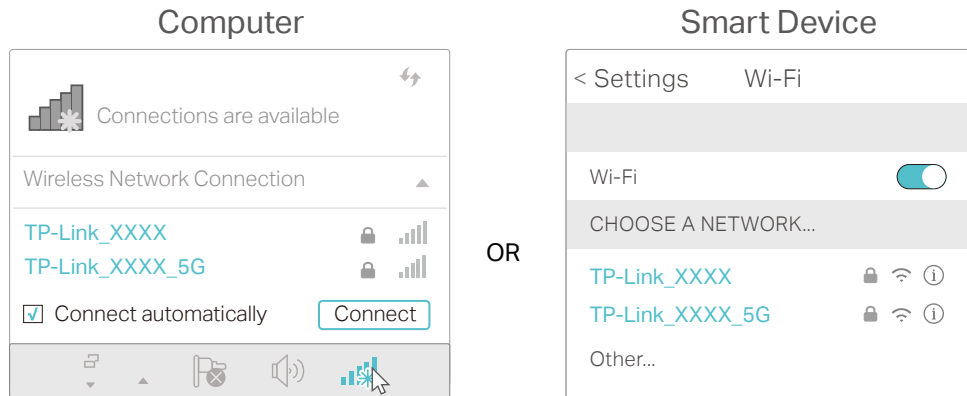 Computer
Connections are available
Wireless Network Connection
TP-Link_XXXX
TP-Link_XXXX_5G
Connect automatically
Connect
OR
Smart Device
< Settings Wi-Fi
Wi-Fi
CHOOSE A NETWORK...
TP-Link_XXXX
TP-Link_XXXX_5G
Other...